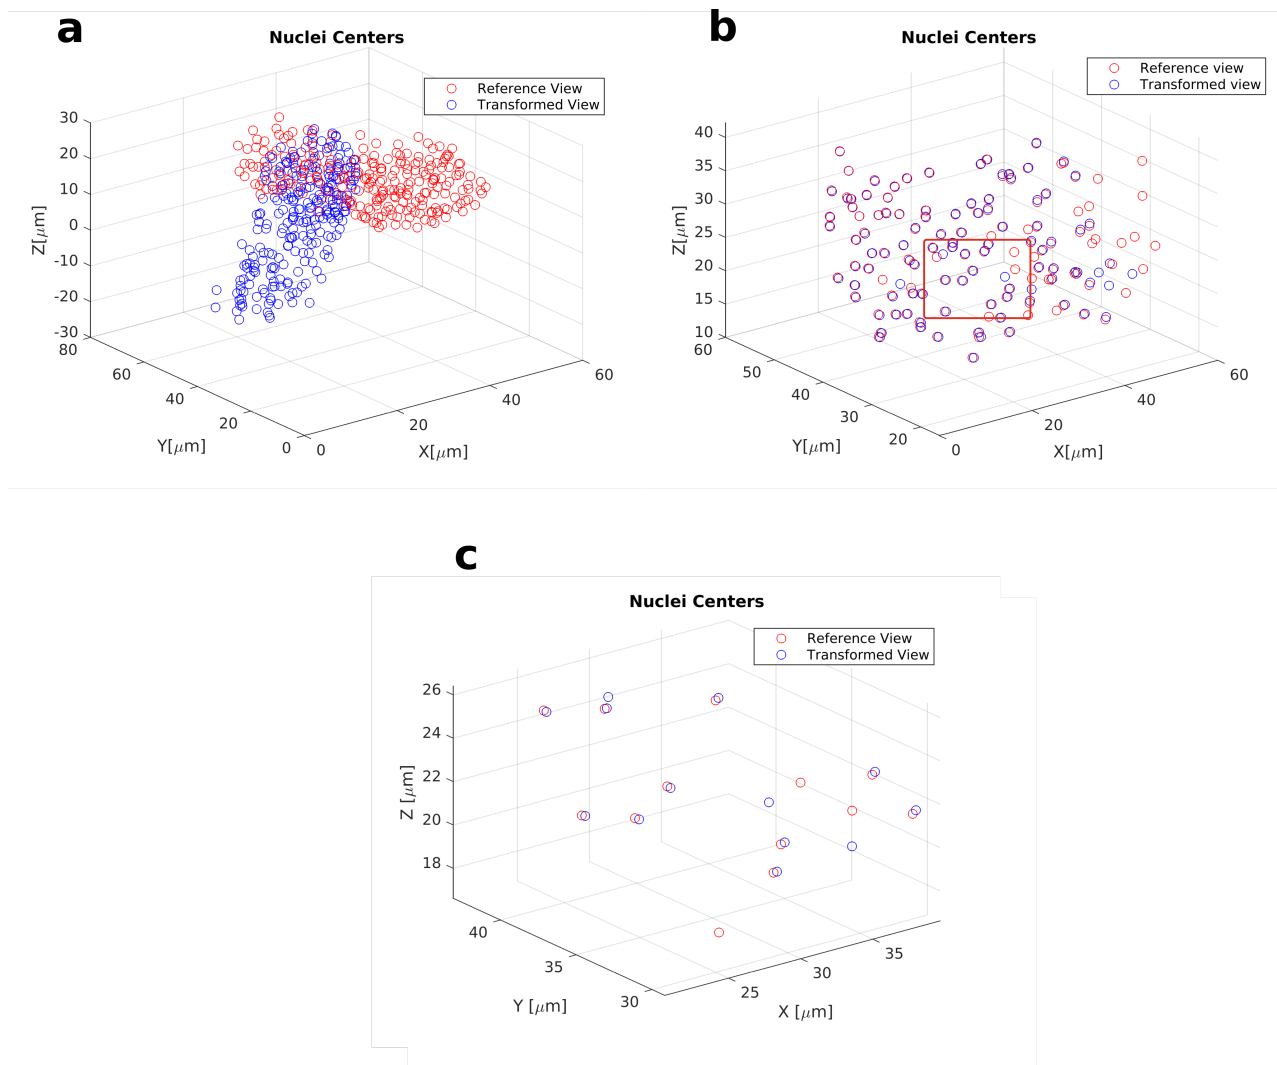 a
Nuclei Centers
Reference View
Transformed View
30
20
10
0
-10
-20
-30
Z[μm]
80
60
40
20
0
Y[μm]
0
20
40
60
X[μm]
b
Nuclei Centers
Reference view
Transformed view
40
35
30
25
20
15
10
Z[μm]
60
50
40
30
20
Y[μm]
0
20
40
60
X[μm]
c
Nuclei Centers
Reference View
Transformed View
26
24
22
20
18
Z [μm]
40
35
30
Y [μm]
25
30
35
X [μm]